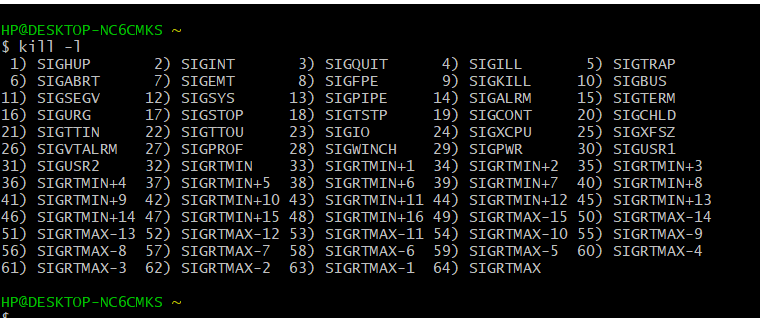 HP@DESKTOP-NC6CMKS ~
$ kill -l
 1) SIGHUP       2) SIGINT       3) SIGQUIT      4) SIGILL       5) SIGTRAP
 6) SIGABRT      7) SIGEMT       8) SIGFPE       9) SIGKILL     10) SIGBUS
11) SIGSEGV     12) SIGSYS      13) SIGPIPE     14) SIGALRM     15) SIGTERM
16) SIGURG      17) SIGSTOP     18) SIGTSTP     19) SIGCONT     20) SIGCHLD
21) SIGTTIN     22) SIGTTOU     23) SIGIO       24) SIGXCPU     25) SIGXFSZ
26) SIGVTALRM   27) SIGPROF     28) SIGWINCH    29) SIGPWR      30) SIGUSR1
31) SIGUSR2     32) SIGRTMIN    33) SIGRTMIN+1  34) SIGRTMIN+2  35) SIGRTMIN+3
36) SIGRTMIN+4  37) SIGRTMIN+5  38) SIGRTMIN+6  39) SIGRTMIN+7  40) SIGRTMIN+8
41) SIGRTMIN+9  42) SIGRTMIN+10 43) SIGRTMIN+11 44) SIGRTMIN+12 45) SIGRTMIN+13
46) SIGRTMIN+14 47) SIGRTMIN+15 48) SIGRTMIN+16 49) SIGRTMAX-15 50) SIGRTMAX-14
51) SIGRTMAX-13 52) SIGRTMAX-12 53) SIGRTMAX-11 54) SIGRTMAX-10 55) SIGRTMAX-9
56) SIGRTMAX-8  57) SIGRTMAX-7  58) SIGRTMAX-6  59) SIGRTMAX-5  60) SIGRTMAX-4
61) SIGRTMAX-3  62) SIGRTMAX-2  63) SIGRTMAX-1  64) SIGRTMAX
HP@DESKTOP-NC6CMKS ~
$